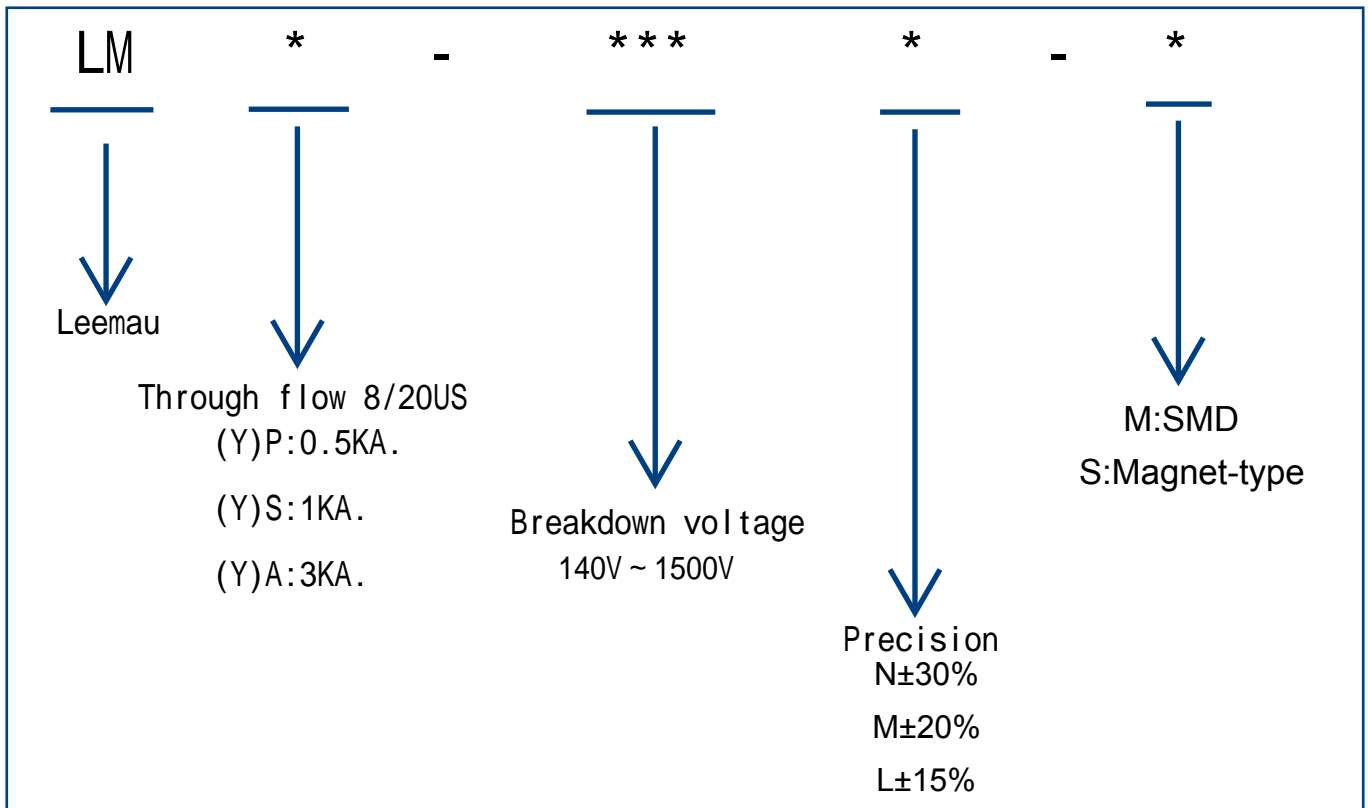 LM * - *** * - *
Leemau
Through flow 8/20US
(Y)P:0.5KA.
(Y)S:1KA.
(Y)A:3KA.
Breakdown voltage
140V~1500V
Precision
N±30%
M±20%
L±15%
M:SMD
S:Magnet-type